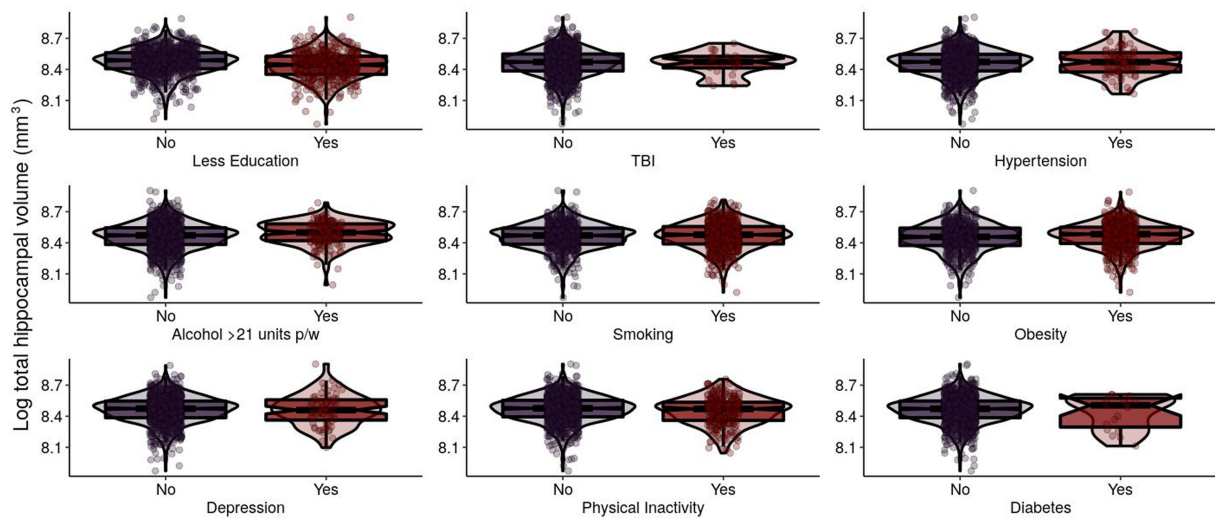 Log total hippocampal volume (mm³)
8.7
8.4
8.1
No Yes
Less Education
8.7
8.4
8.1
No Yes
TBI
8.7
8.4
8.1
No Yes
Hypertension
8.7
8.4
8.1
No Yes
Alcohol >21 units p/w
8.7
8.4
8.1
No Yes
Smoking
8.7
8.4
8.1
No Yes
Obesity
8.7
8.4
8.1
No Yes
Depression
8.7
8.4
8.1
No Yes
Physical Inactivity
8.7
8.4
8.1
No Yes
Diabetes